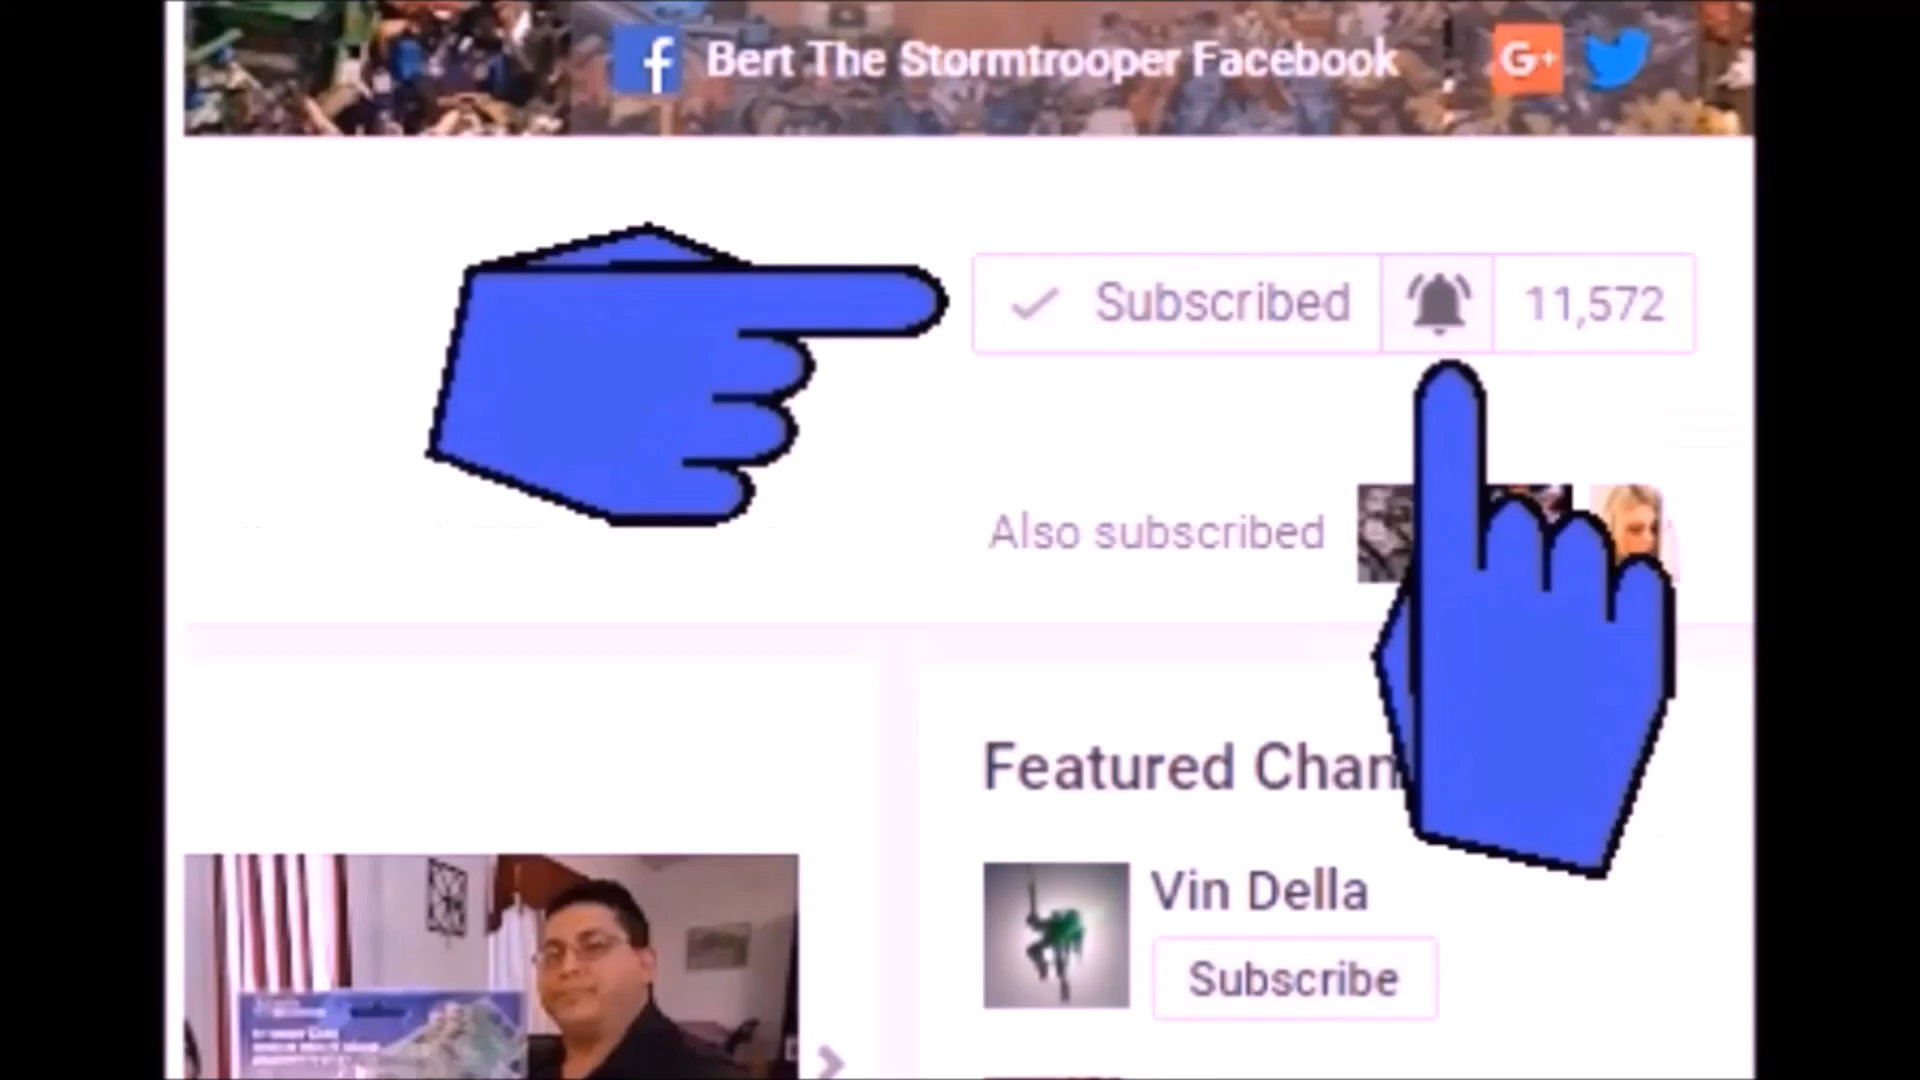 f Bert The Stormtrooper Facebook G+
Subscribed 11,572
Also subscribed
Featured Chan
Vin Della
Subscribe